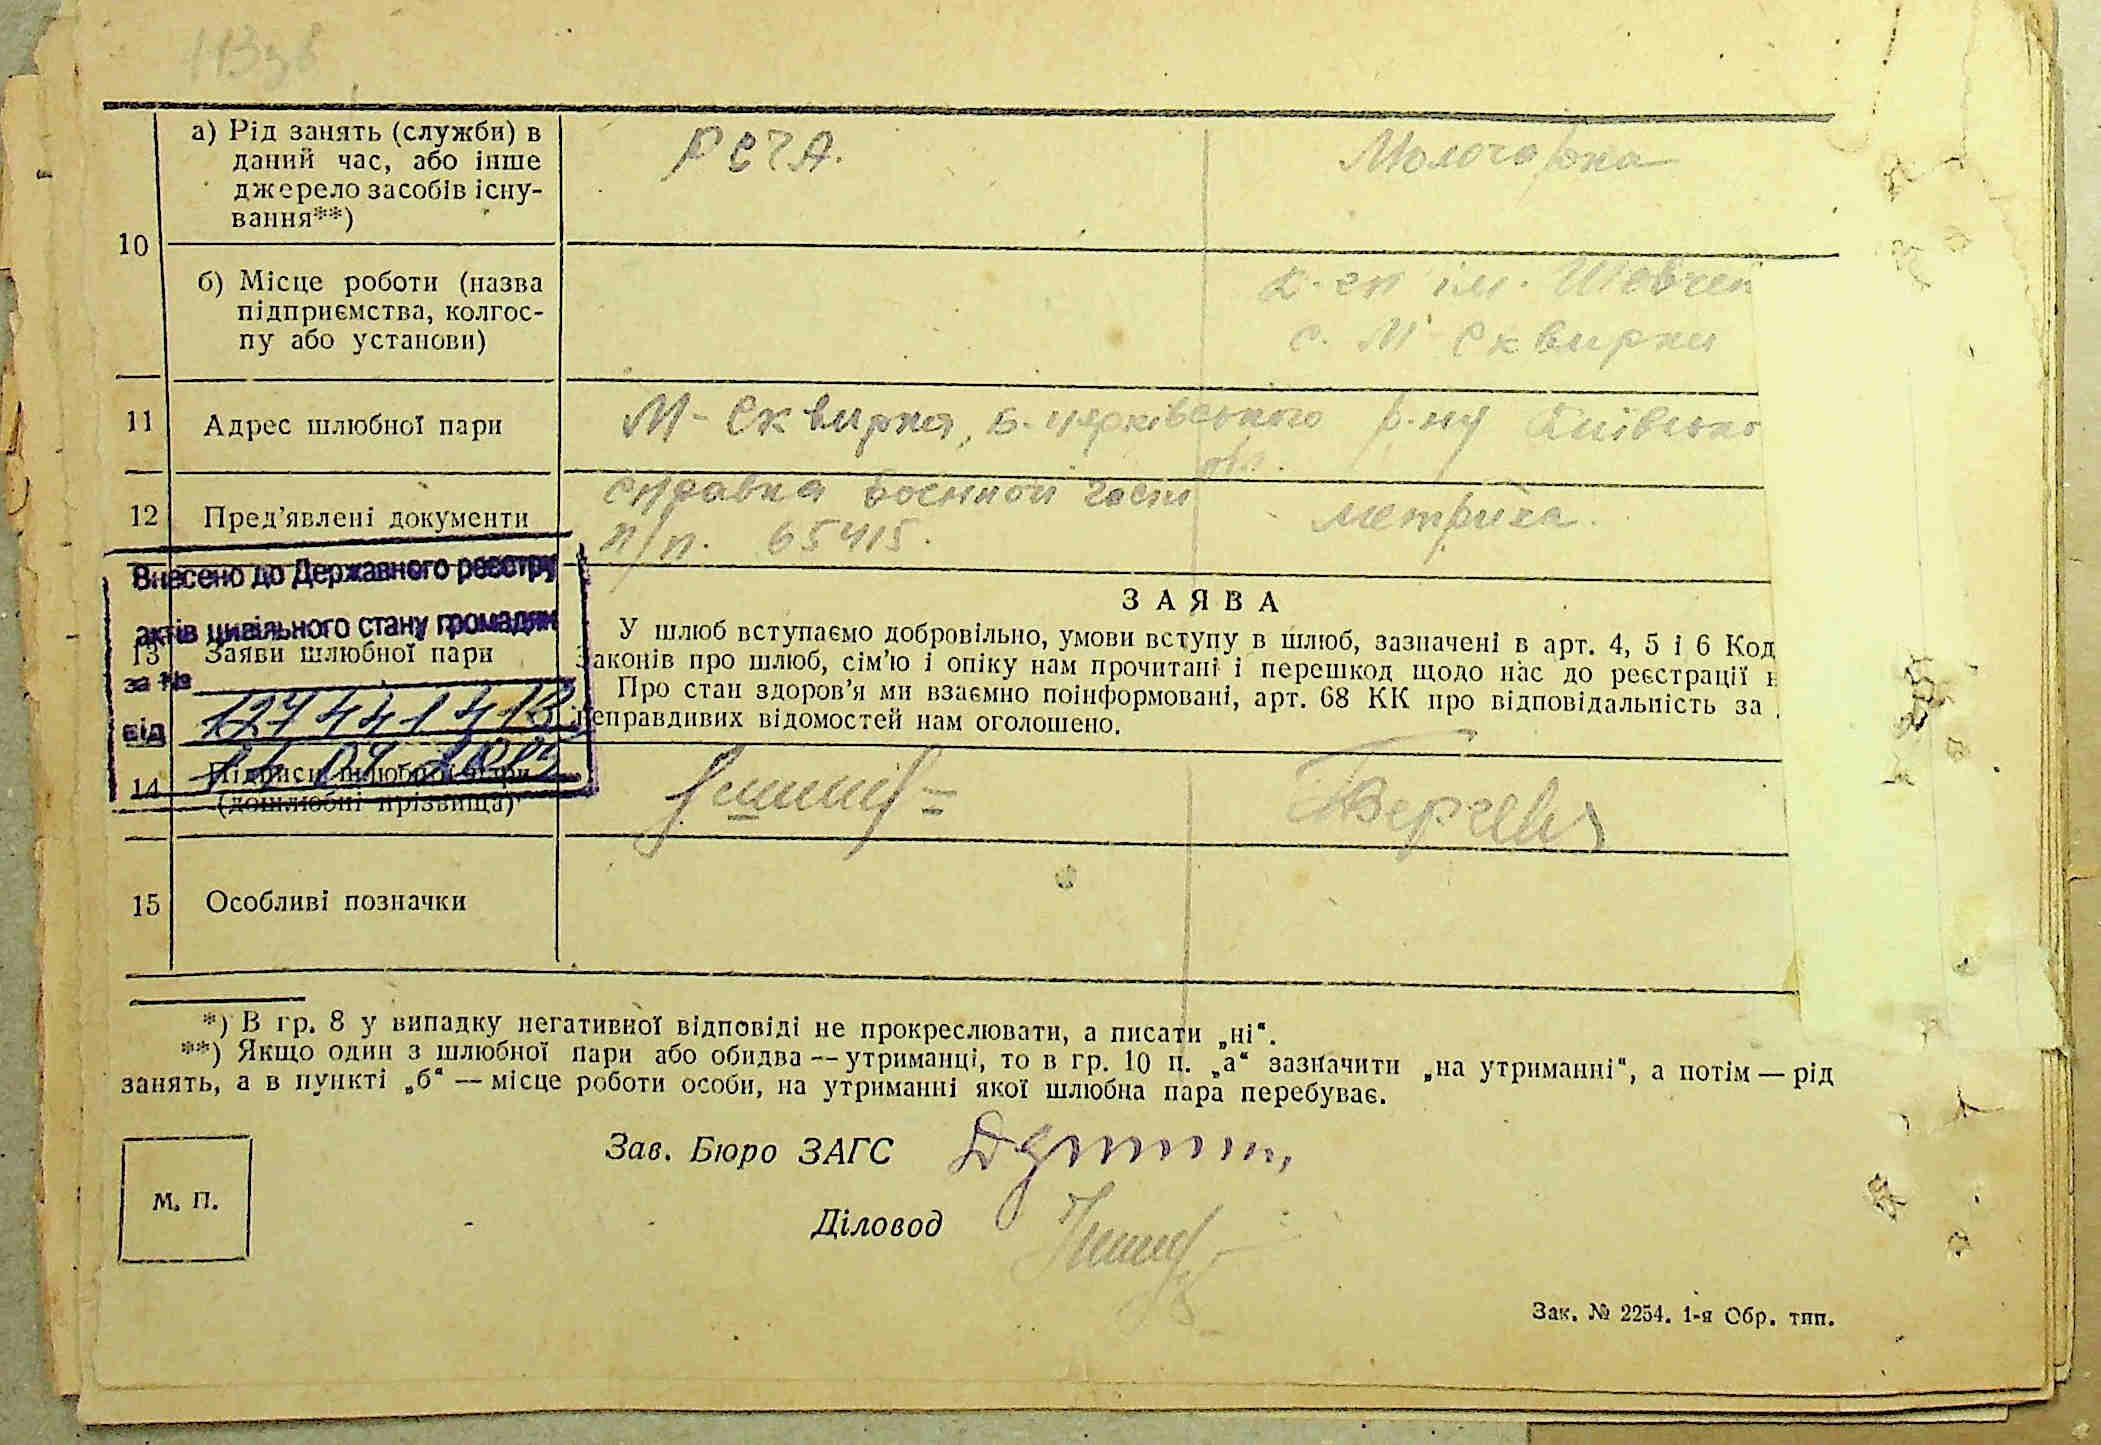 а) Рід занять (служби) в
даний час, або інше
джерело засобів існу-
вання**)
РСЧА.
10
б) Місце роботи (назва
підприємства, колгос-
пу або установи)
к-сп ім. Шевчен
с. М-Сквирки
11 Адрес шлюбної пари
М-Сквирка, Б-церківського р-ну Київсько
обл.
12 Пред'явлені документи
справка воєнной части
п/п. 65415.
метрика.
Внесено до Державного реєстру
актів цивільного стану громадян
за №
від
13 Заяви шлюбної пари
ЗАЯВА
У шлюб вступаємо добровільно, умови вступу в шлюб, зазначені в арт. 4, 5 і 6 Код
Законів про шлюб, сім'ю і опіку нам прочитані і перешкод щодо нас до реєстрації
Про стан здоров'я ми взаємно поінформовані, арт. 68 КК про відповідальність за
неправдивих відомостей нам оголошено.
14 Підписи шлюбної пари
(дошлюбні прізвища)
15 Особливі позначки
*) В гр. 8 у випадку негативної відповіді не прокреслювати, а писати „ні“.
**) Якщо один з шлюбної пари або обидва — утриманці, то в гр. 10 п. „а“ зазначити „на утриманні“, а потім — рід
занять, а в пункті „б“ — місце роботи особи, на утриманні якої шлюбна пара перебуває.
Зав. Бюро ЗАГС
М. П.
Діловод
Зак. № 2254. 1-я Обр. тип.